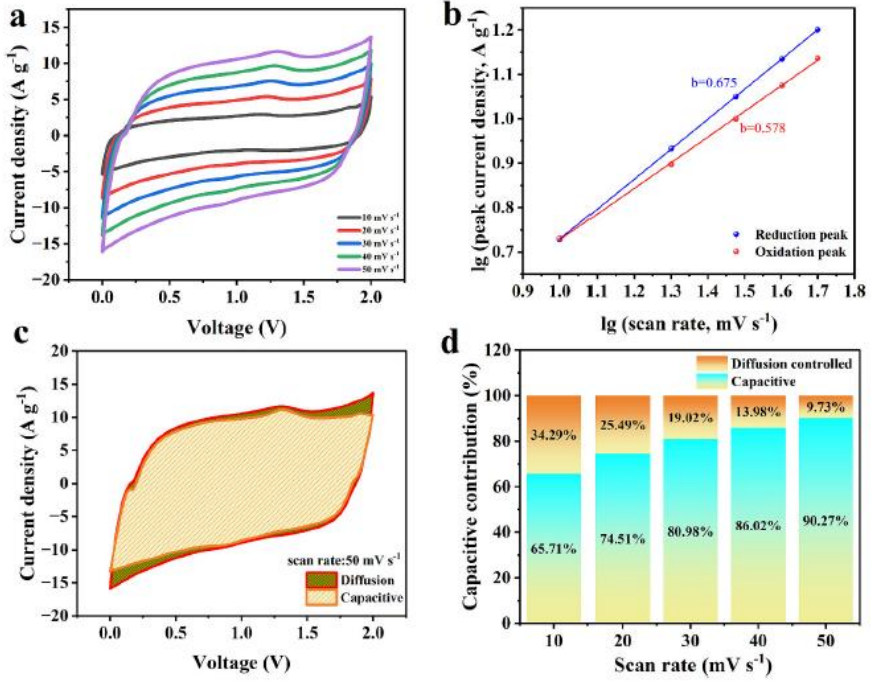 a
Current density (A g⁻¹)
20
15
10
5
0
−5
−10
−15
−20
10 mV s⁻¹
20 mV s⁻¹
30 mV s⁻¹
40 mV s⁻¹
50 mV s⁻¹
0.0 0.5 1.0 1.5 2.0
Voltage (V)
b
lg (peak current density, A g⁻¹)
1.2
1.1
1.0
0.9
0.8
0.7
b=0.675
b=0.578
Reduction peak
Oxidation peak
0.9 1.0 1.1 1.2 1.3 1.4 1.5 1.6 1.7 1.8
lg (scan rate, mV s⁻¹)
c
Current density (A g⁻¹)
20
15
10
5
0
−5
−10
−15
−20
scan rate:50 mV s⁻¹
Diffusion
Capacitive
0.0 0.5 1.0 1.5 2.0
Voltage (V)
d
Capacitive contribution (%)
120
100
80
60
40
20
0
Diffusion controlled
Capacitive
34.29% 25.49% 19.02% 13.98% 9.73%
65.71% 74.51% 80.98% 86.02% 90.27%
10 20 30 40 50
Scan rate (mV s⁻¹)